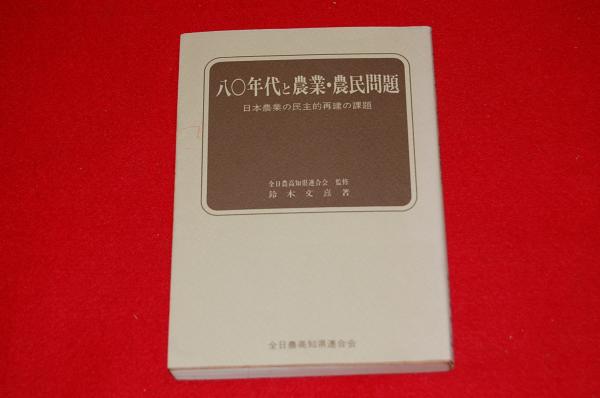 八〇年代と農業・農民問題
日本農業の民主的再建の課題
全日農高知県連合会 監修
鈴木文熹 著
全日農高知県連合会